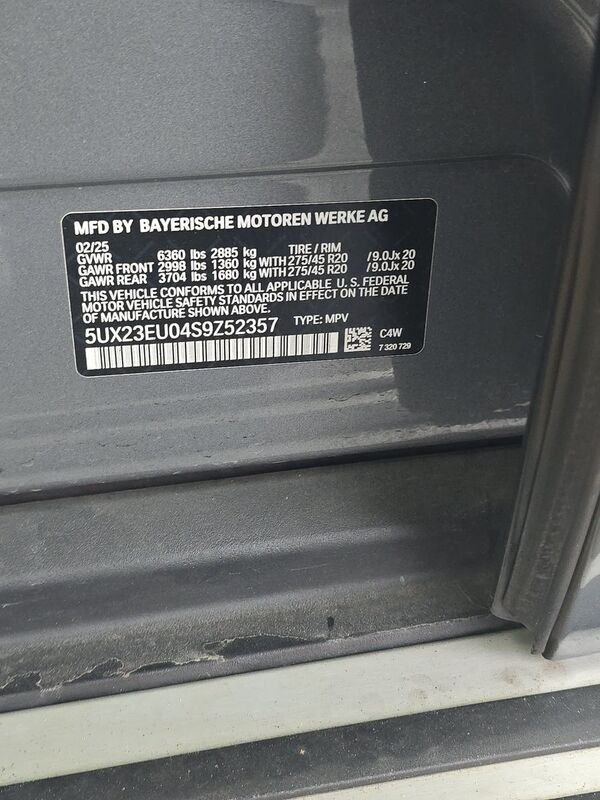 MFD BY BAYERISCHE MOTOREN WERKE AG
02/25 TIRE / RIM
GVWR 6360 lbs 2885 kg
GAWR FRONT 2998 lbs 1360 kg WITH 275/45 R20 /9.0Jx 20
GAWR REAR 3704 lbs 1680 kg WITH 275/45 R20 /9.0Jx 20
THIS VEHICLE CONFORMS TO ALL APPLICABLE U. S. FEDERAL
MOTOR VEHICLE SAFETY STANDARDS IN EFFECT ON THE DATE
OF MANUFACTURE SHOWN ABOVE.
5UX23EU04S9Z52357 TYPE: MPV
C4W
7 320 729